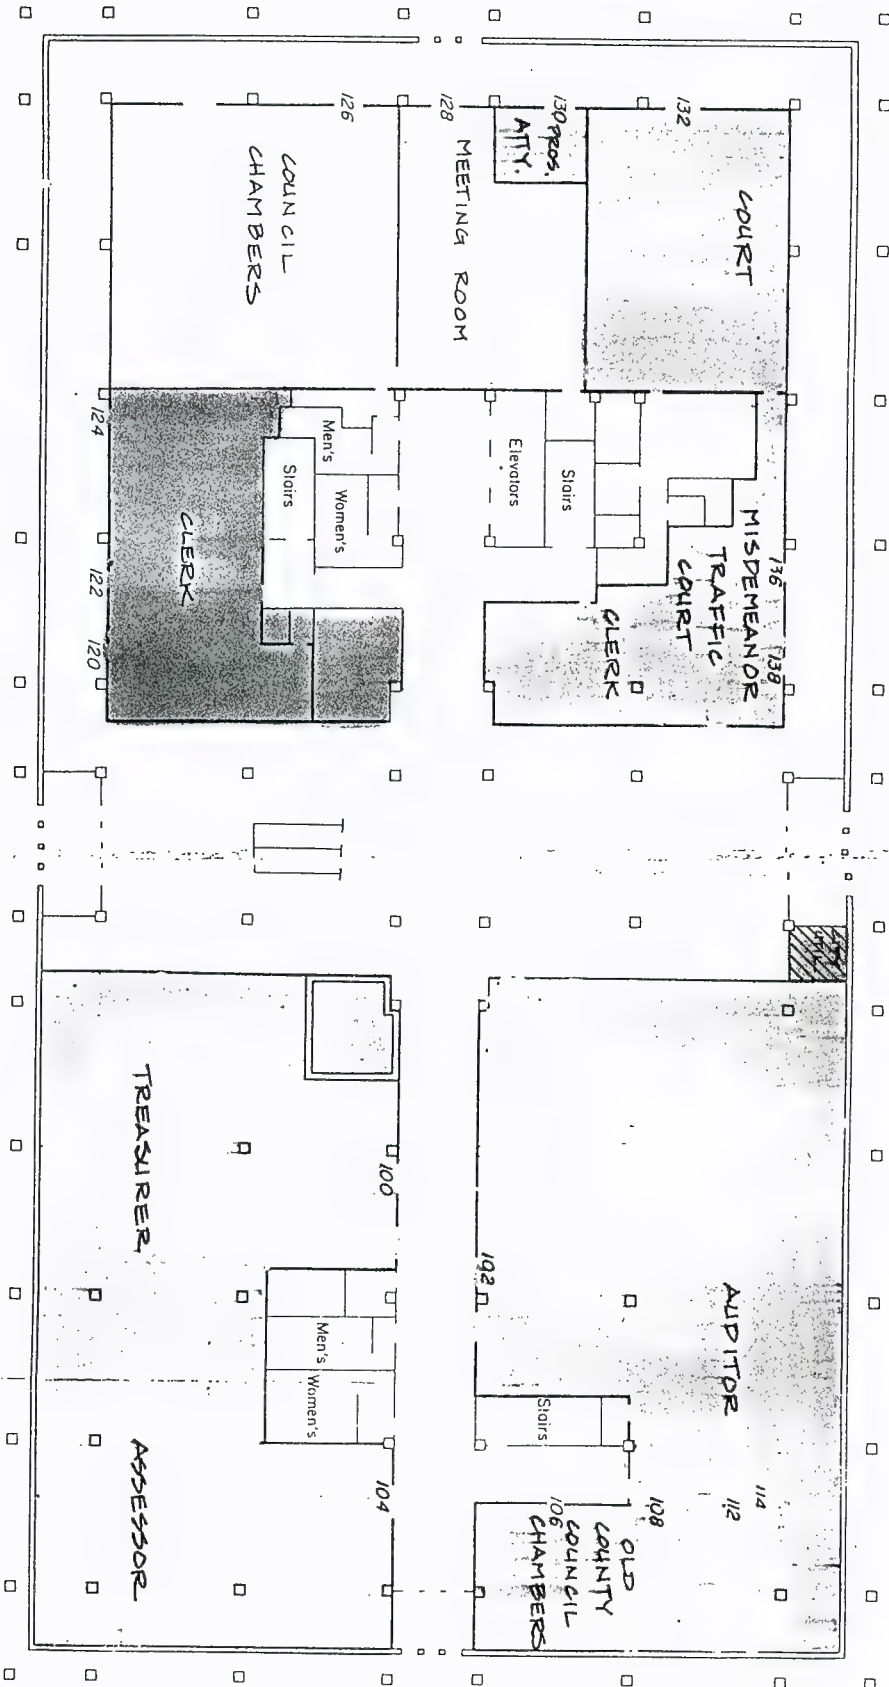 132
COURT
136
138
MISDEMEANOR
TRAFFIC
COURT
CLERK
130
PROS.
ATTY.
Stairs
Elevators
128
MEETING ROOM
126
COUNCIL
CHAMBERS
Men's
Women's
Stairs
CLERK
124
122
120
CITY
UTIL
AUDITOR
114
112
108
102
Stairs
OLD
COUNTY
COUNCIL
CHAMBERS
106
100
104
Men's
Women's
TREASURER
ASSESSOR